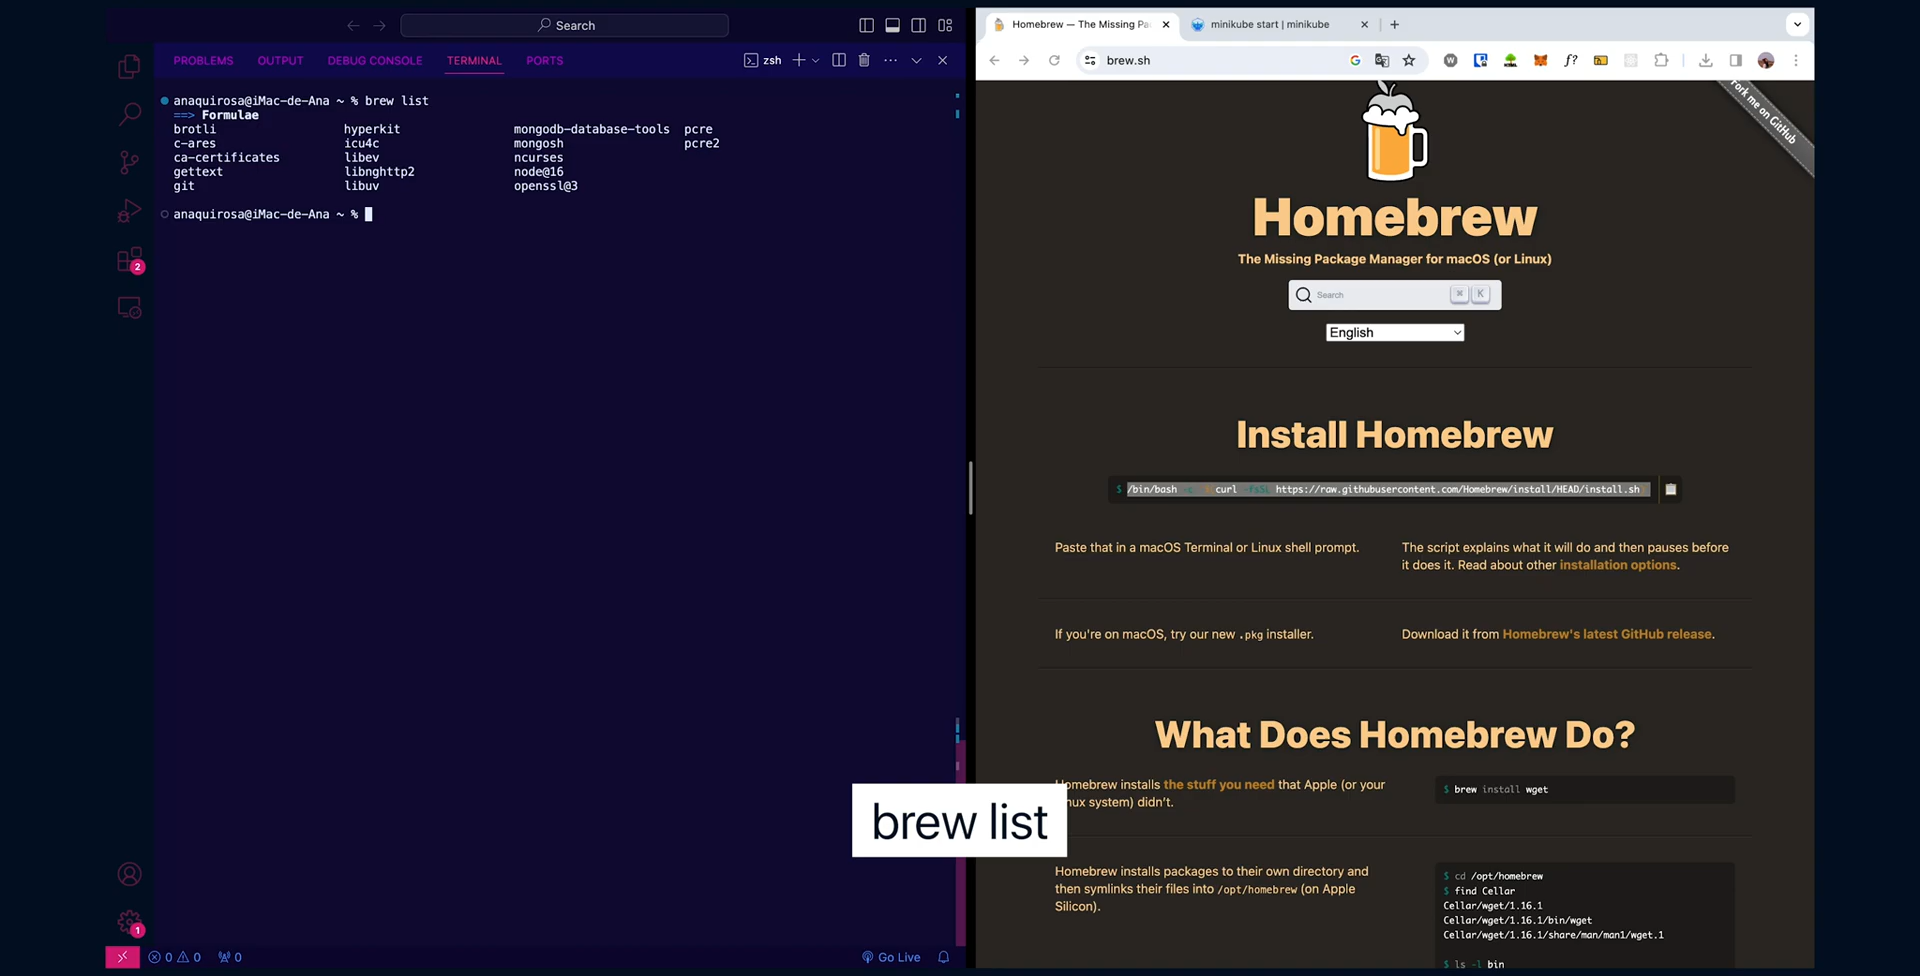 Search
PROBLEMS OUTPUT DEBUG CONSOLE TERMINAL PORTS
zsh
anaquirosa@iMac-de-Ana ~ % brew list
==> Formulae
brotli hyperkit mongodb-database-tools pcre
c-ares icu4c mongosh pcre2
ca-certificates libev ncurses
gettext libnghttp2 node@16
git libuv openssl@3
anaquirosa@iMac-de-Ana ~ %
2
1
0 0 0
Go Live
brew list
Homebrew — The Missing Pa
minikube start | minikube
brew.sh
Fork me on GitHub
Homebrew
The Missing Package Manager for macOS (or Linux)
Search ⌘ K
English
Install Homebrew
$ /bin/bash -c curl -fsSL https://raw.githubusercontent.com/Homebrew/install/HEAD/install.sh
Paste that in a macOS Terminal or Linux shell prompt.
The script explains what it will do and then pauses before
it does it. Read about other installation options.
If you're on macOS, try our new .pkg installer.
Download it from Homebrew's latest GitHub release.
What Does Homebrew Do?
Homebrew installs the stuff you need that Apple (or your
nux system) didn't.
$ brew install wget
Homebrew installs packages to their own directory and
then symlinks their files into /opt/homebrew (on Apple
Silicon).
$ cd /opt/homebrew
$ find Cellar
Cellar/wget/1.16.1
Cellar/wget/1.16.1/bin/wget
Cellar/wget/1.16.1/share/man/man1/wget.1
$ ls -l bin